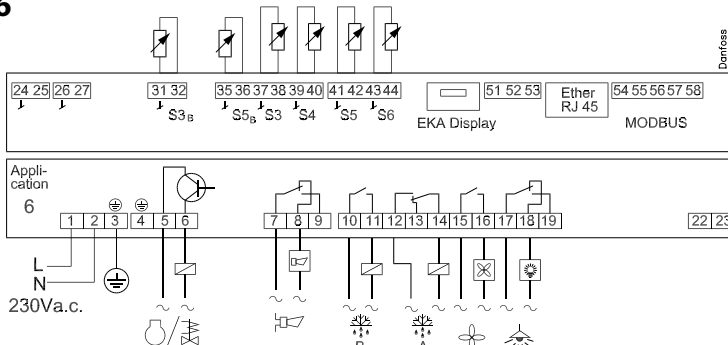 6
Danfoss
24 25 26 27 31 32 35 36 37 38 39 40 41 42 43 44 51 52 53 Ether RJ 45 54 55 56 57 58
S3B S5B S3 S4 S5 S6 EKA Display MODBUS
Appli-
cation
6
1 2 3 4 5 6 7 8 9 10 11 12 13 14 15 16 17 18 19 22 23
L
N
230Va.c.